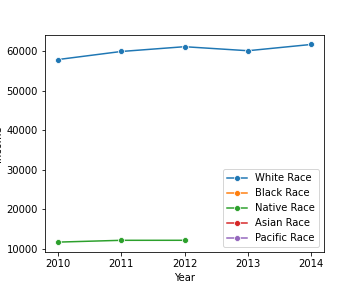 60000
50000
40000
30000
20000
10000
2010 2011 2012 2013 2014
Year
White Race
Black Race
Native Race
Asian Race
Pacific Race